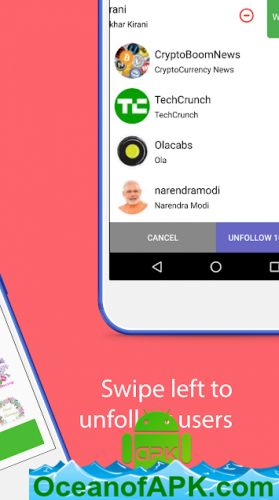 rani
khar Kirani
W
CryptoBoomNews
CryptoCurrency News
TC
TechCrunch
TechCrunch
Olacabs
Ola
narendramodi
Narendra Modi
CANCEL
UNFOLLOW 1
Swipe left to
unfoll users
APK
OceanofAPK.com